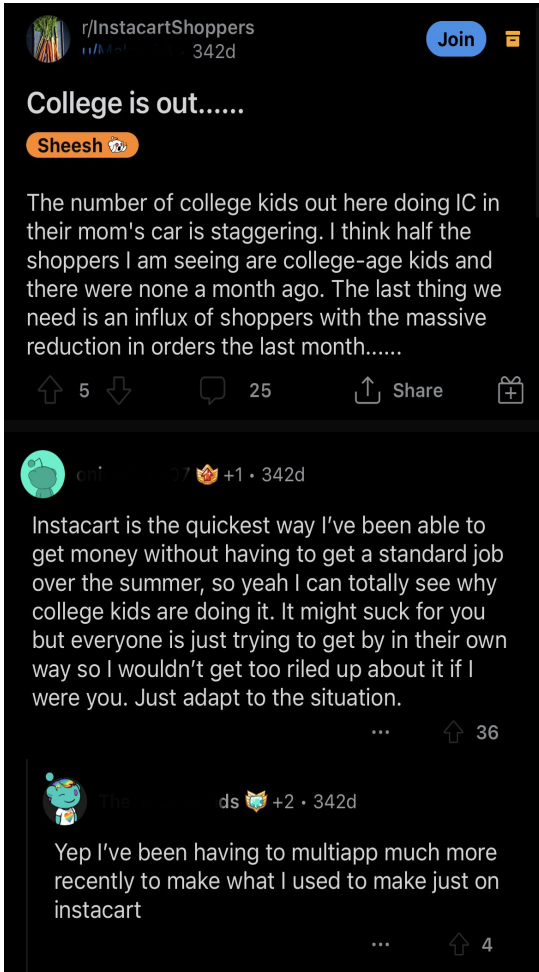 r/InstacartShoppers
342d
Join
College is out......
Sheesh
The number of college kids out here doing IC in
their mom's car is staggering. I think half the
shoppers I am seeing are college-age kids and
there were none a month ago. The last thing we
need is an influx of shoppers with the massive
reduction in orders the last month......
5
25
Share
+1 • 342d
Instacart is the quickest way I've been able to
get money without having to get a standard job
over the summer, so yeah I can totally see why
college kids are doing it. It might suck for you
but everyone is just trying to get by in their own
way so I wouldn't get too riled up about it if I
were you. Just adapt to the situation.
... 36
+2 • 342d
Yep I've been having to multiapp much more
recently to make what I used to make just on
instacart
... 4